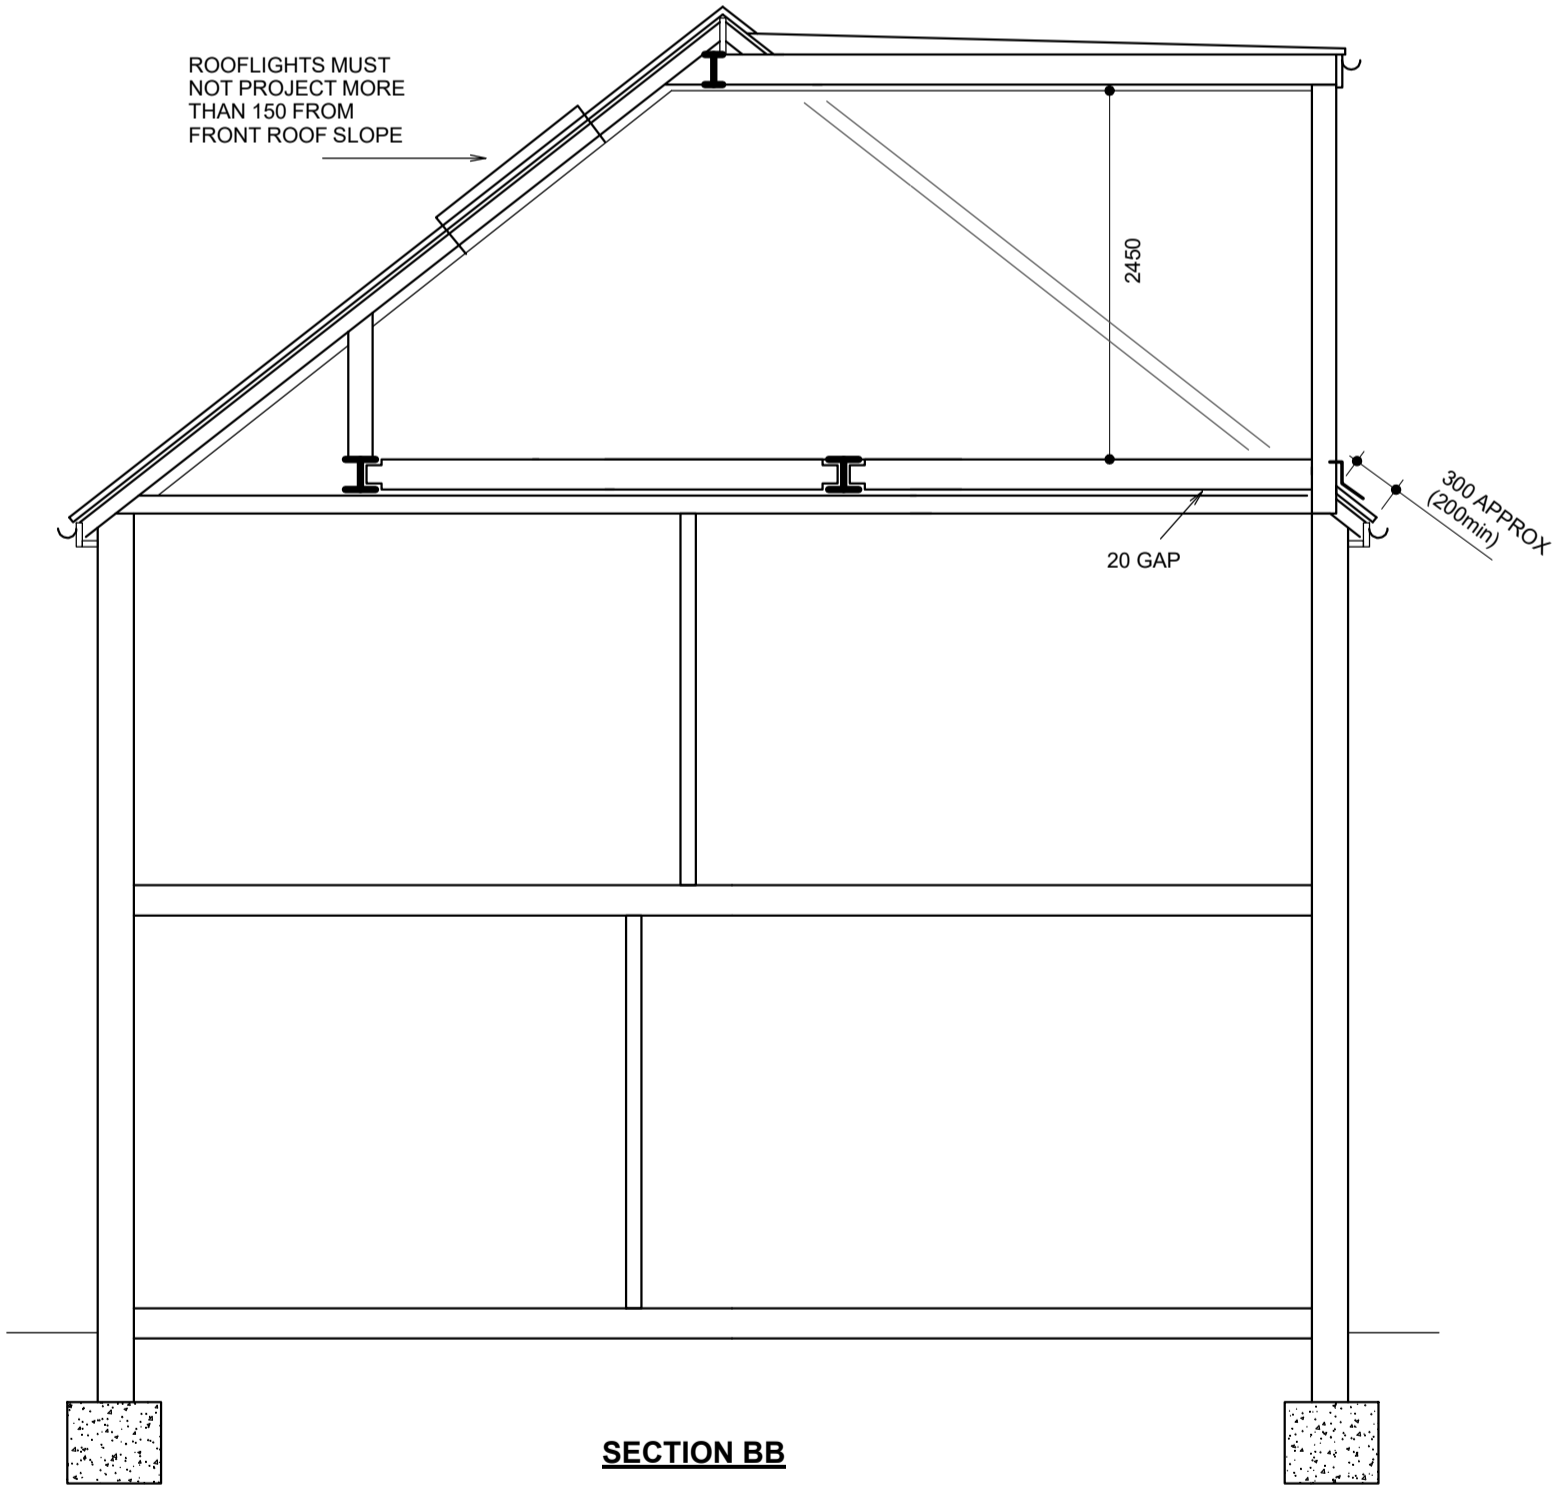 ROOFLIGHTS MUST
NOT PROJECT MORE
THAN 150 FROM
FRONT ROOF SLOPE
2450
300 APPROX
(200min)
20 GAP
SECTION BB